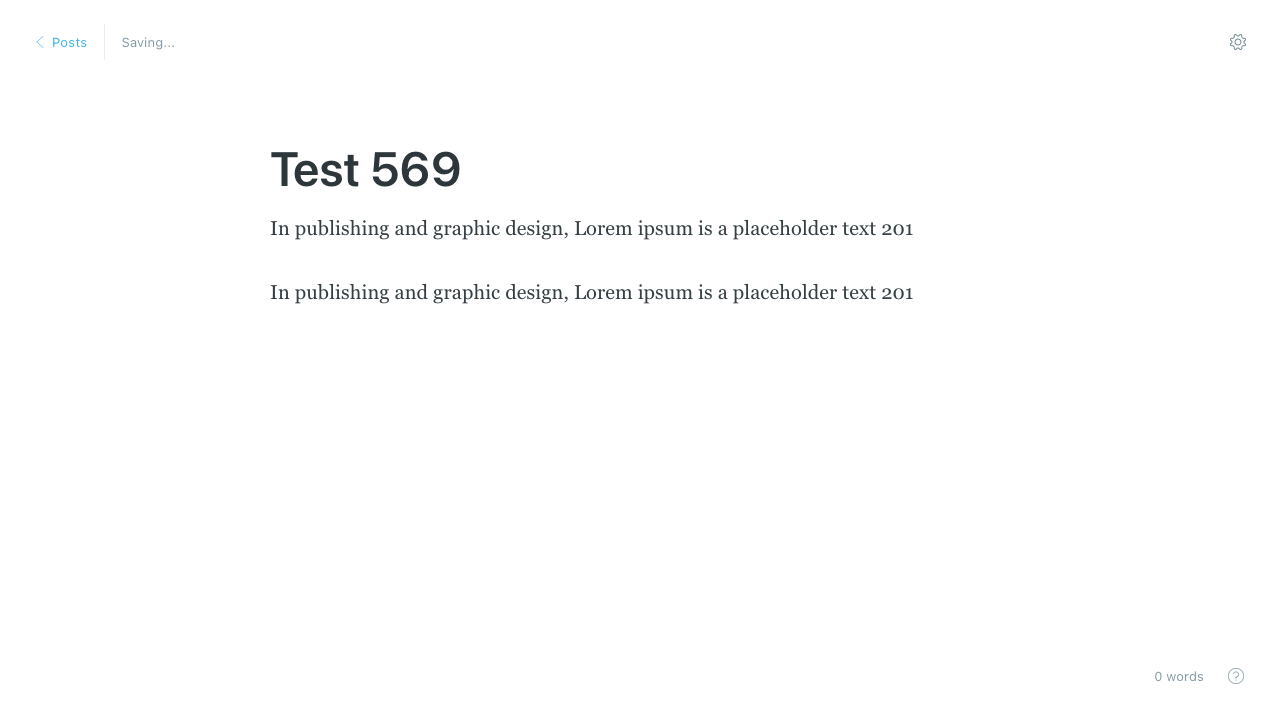 Posts
Saving...
Test 569
In publishing and graphic design, Lorem ipsum is a placeholder text 201
In publishing and graphic design, Lorem ipsum is a placeholder text 201
0 words
?